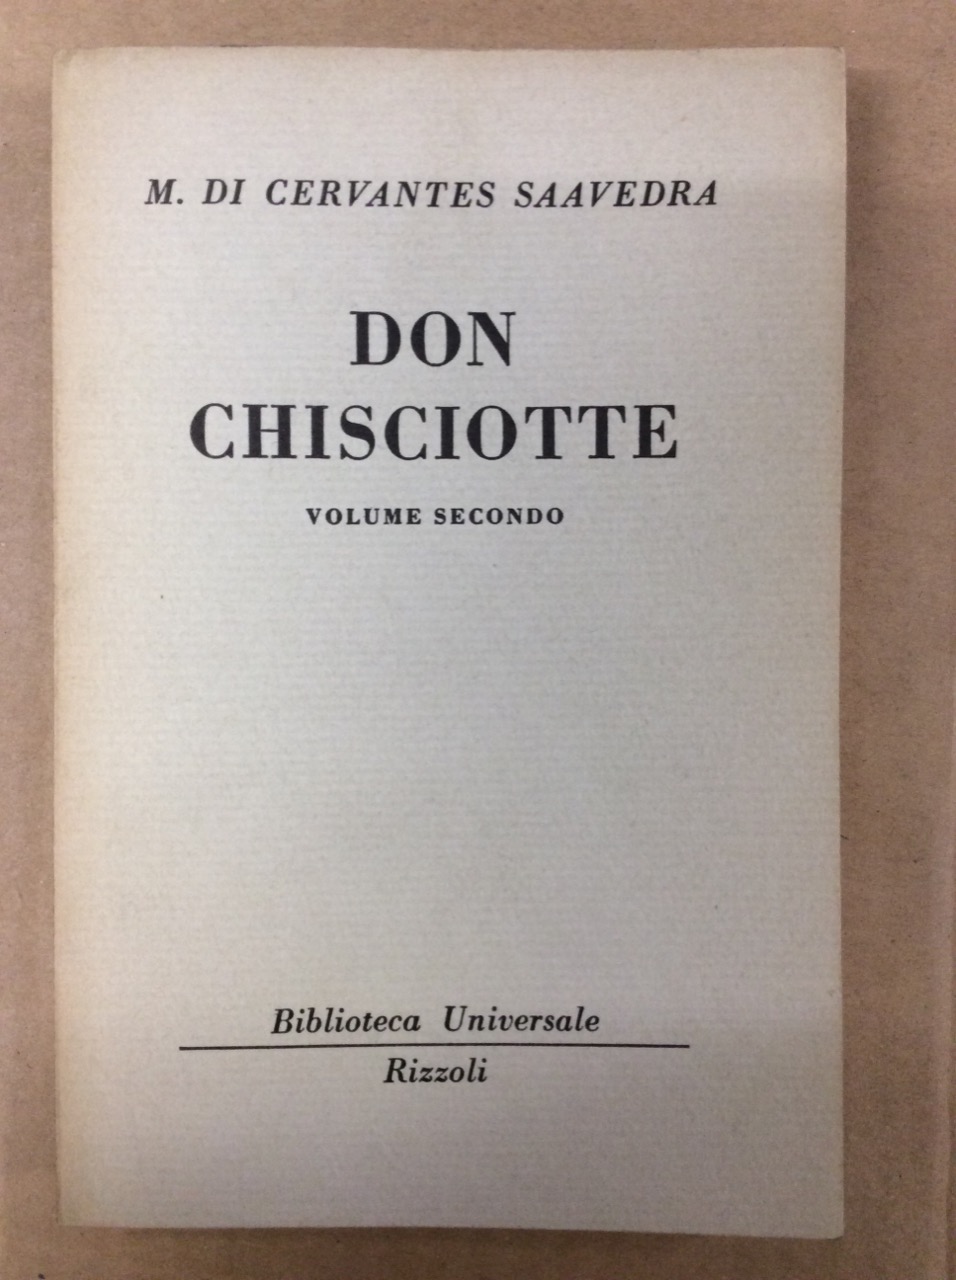 M. DI CERVANTES SAAVEDRA
DON
CHISCIOTTE
VOLUME SECONDO
Biblioteca Universale
Rizzoli